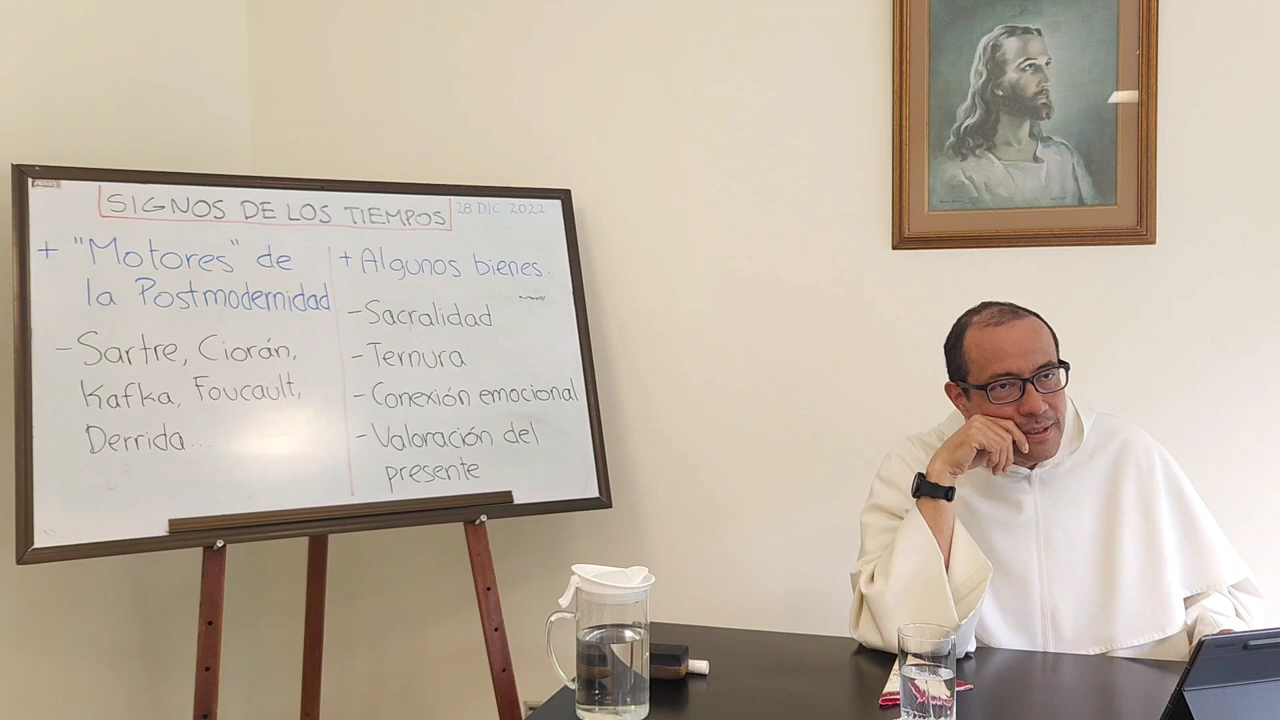 SIGNOS DE LOS TIEMPOS 28 DIC. 2022
+ "Motores" de
la Postmodernidad
- Sartre, Ciorán,
Kafka, Foucault,
Derrida...
+ Algunos bienes:
- Sacralidad
- Ternura
- Conexión emocional
- Valoración del
presente